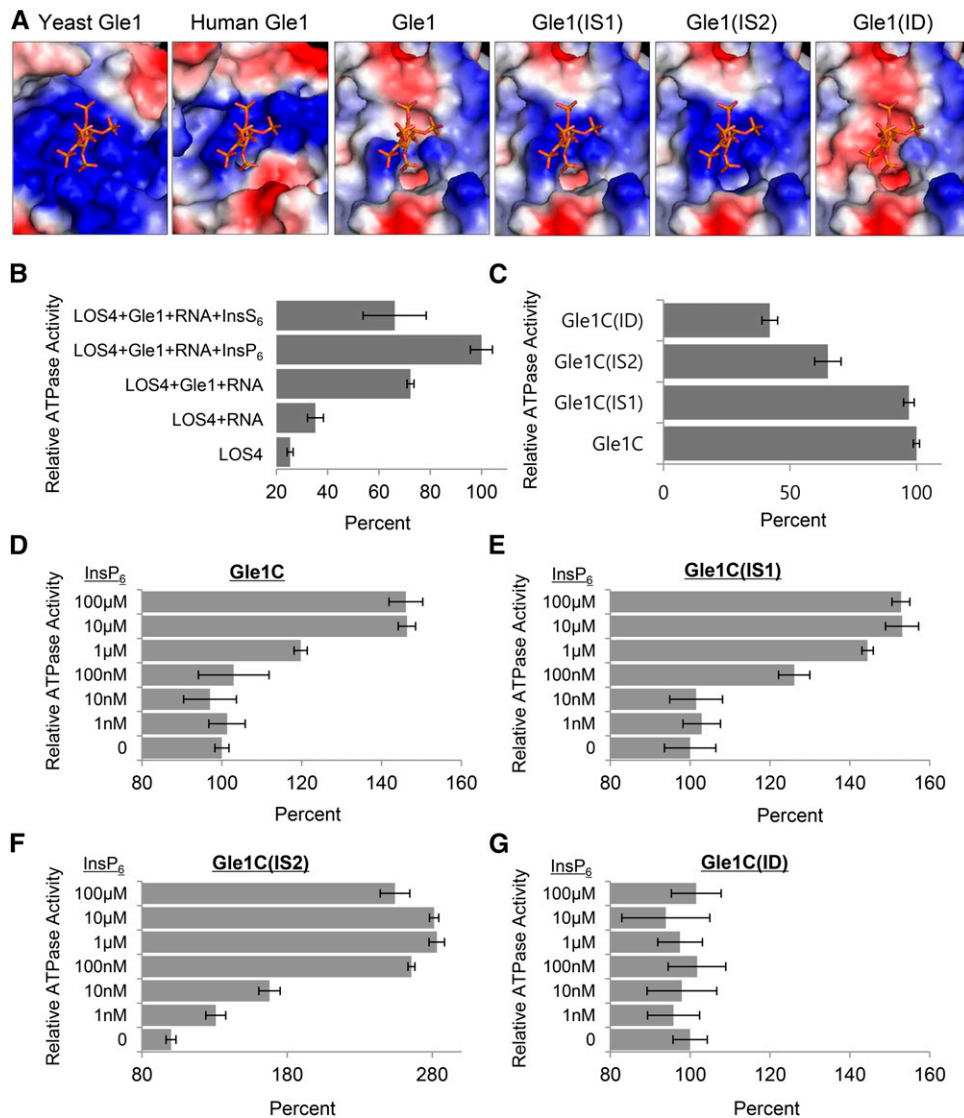 A
Yeast Gle1 Human Gle1 Gle1 Gle1(IS1) Gle1(IS2) Gle1(ID)
B
Relative ATPase Activity
LOS4+Gle1+RNA+InsS₆
LOS4+Gle1+RNA+InsP₆
LOS4+Gle1+RNA
LOS4+RNA
LOS4
20 40 60 80 100
Percent
C
Relative ATPase Activity
Gle1C(ID)
Gle1C(IS2)
Gle1C(IS1)
Gle1C
0 50 100
Percent
D
InsP₆ Gle1C
Relative ATPase Activity
100µM
10µM
1µM
100nM
10nM
1nM
0
80 100 120 140 160
Percent
E
InsP₆ Gle1C(IS1)
Relative ATPase Activity
100µM
10µM
1µM
100nM
10nM
1nM
0
80 100 120 140 160
Percent
F
InsP₆ Gle1C(IS2)
Relative ATPase Activity
100µM
10µM
1µM
100nM
10nM
1nM
0
80 180 280
Percent
G
InsP₆ Gle1C(ID)
Relative ATPase Activity
100µM
10µM
1µM
100nM
10nM
1nM
0
80 100 120 140 160
Percent